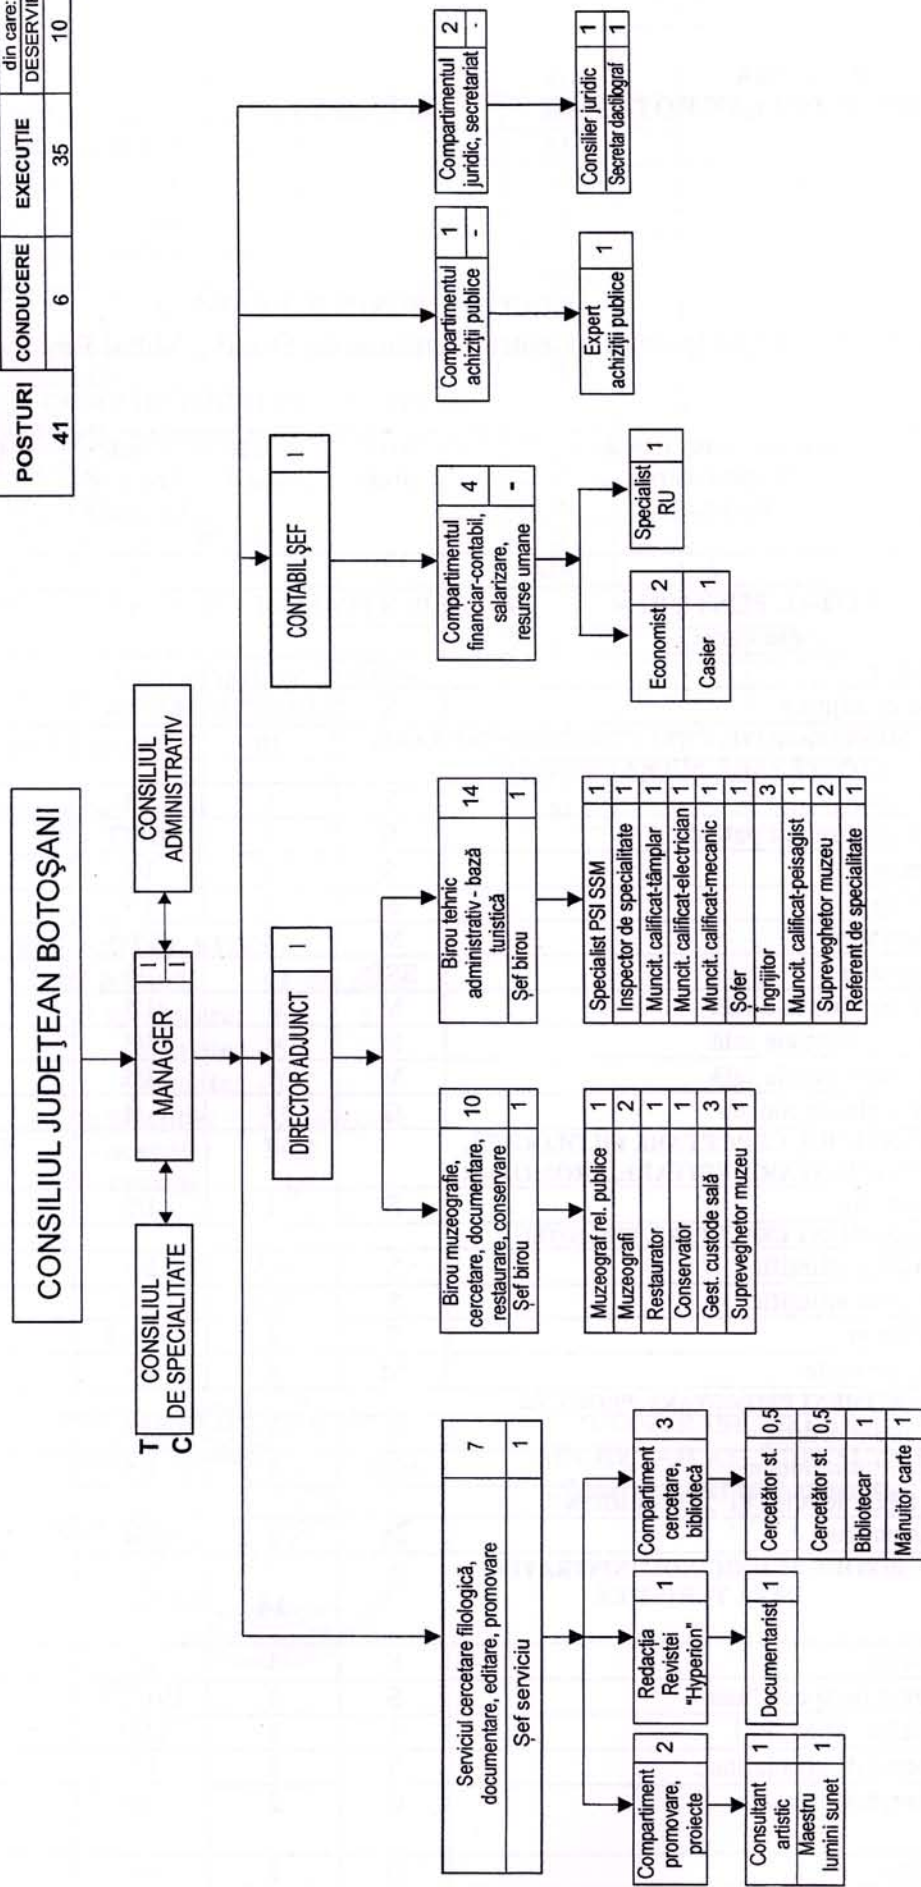 POSTURI
CONDUCERE
EXECUȚIE
din care:
41
6
35
10
CONSILIUL JUDEȚEAN BOTOȘANI
T
C
CONSILIUL
DE SPECIALITATE
MANAGER
1
1
CONSILIUL
ADMINISTRATIV
DIRECTOR ADJUNCT
1
CONTABIL ȘEF
1
Serviciul cercetare filologică,
documentare, editare, promovare
7
Șef serviciu
1
Birou muzeografie,
cercetare, documentare,
restaurare, conservare
10
Șef birou
1
Birou tehnic
administrativ - bază
turistică
14
Șef birou
1
Compartimentul
financiar-contabil,
salarizare,
resurse umane
4
-
Compartimentul
achiziții publice
1
-
Compartimentul
juridic, secretariat
2
-
Compartiment
promovare,
proiecte
2
Redacția
Revistei
"Hyperion"
1
Compartiment
cercetare,
bibliotecă
3
Muzeograf rel. publice 1
Muzeografi 2
Restaurator 1
Conservator 1
Gest. custode sală 3
Supreveghetor muzeu 1
Specialist PSI SSM 1
Inspector de specialitate 1
Muncit. calificat-tâmplar 1
Muncit. calificat-electrician 1
Muncit. calificat-mecanic 1
Șofer 1
Ingrijitor 3
Muncit. calificat-peisagist 1
Supreveghetor muzeu 2
Referent de specialitate 1
Economist 2
Casier 1
Specialist
RU
1
Expert
achiziții publice
1
Consilier juridic 1
Secretar dactilograf 1
Consultant
artistic
1
Maestru
lumini sunet
1
Documentarist 1
Cercetător st. 0,5
Cercetător st. 0,5
Bibliotecar 1
Mânuitor carte 1